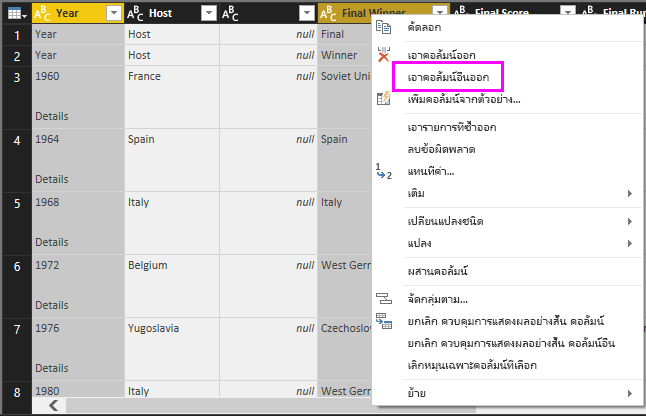 ABC Year ABC Host ABC ABC Final Winner ABC Final Score ABC Final Run
1 Year Host null Final
2 Year Host null Winner
3 1960 France null Soviet Uni
Details
4 1964 Spain null Spain
Details
5 1968 Italy null Italy
Details
6 1972 Belgium null West Gern
Details
7 1976 Yugoslavia null Czechoslov
Details
8 1980 Italy null West Gern
คัดลอก
เอาคอลัมน์ออก
เอาคอลัมน์อื่นออก
เพิ่มคอลัมน์จากตัวอย่าง...
เอารายการที่ซ้ำออก
ลบข้อผิดพลาด
1 2 แทนที่ค่า...
เติม
เปลี่ยนแปลงชนิด
แปลง
ผสานคอลัมน์
จัดกลุ่มตาม...
ยกเลิก ควบคุมการแสดงผลอย่างสั้น คอลัมน์
ยกเลิก ควบคุมการแสดงผลอย่างสั้น คอลัมน์อื่น
เลิกหมุนเฉพาะคอลัมน์ที่เลือก
ย้าย